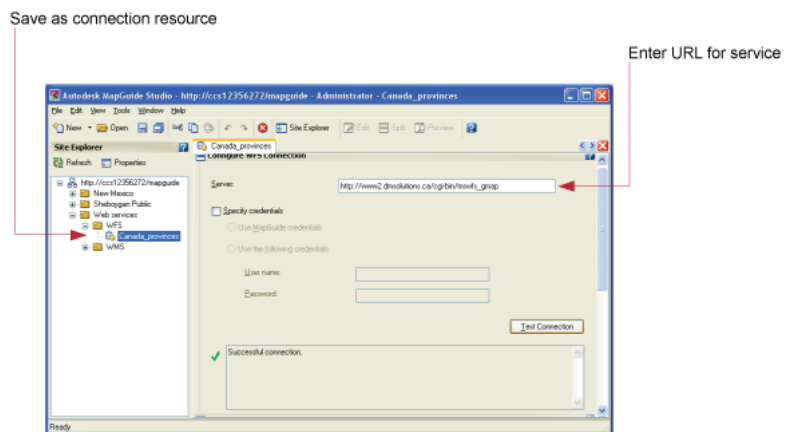 Save as connection resource
Enter URL for service
Autodesk MapGuide Studio - http://ccs12356272/mapguide - Administrator - Canada_provinces
File Edit View Tools Window Help
New Open Site Explorer Edit Split Preview
Site Explorer
Canada_provinces
Refresh Properties
Configure WFS Connection
http://ccs12356272/mapguide
New Mexico
Sheboygan Public
Web services
WFS
Canada_provinces
WMS
Server: http://www2.dmsolutions.ca/cgi-bin/mswfs_gmap
Specify credentials
Use MapGuide credentials
Use the following credentials
User name:
Password:
Test Connection
Successful connection.
Ready